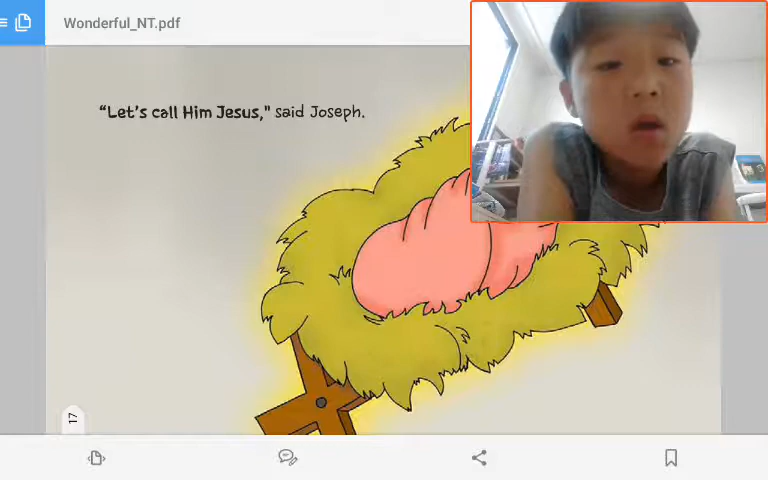 Wonderful_NT.pdf
“Let’s call Him Jesus,” said Joseph.
17